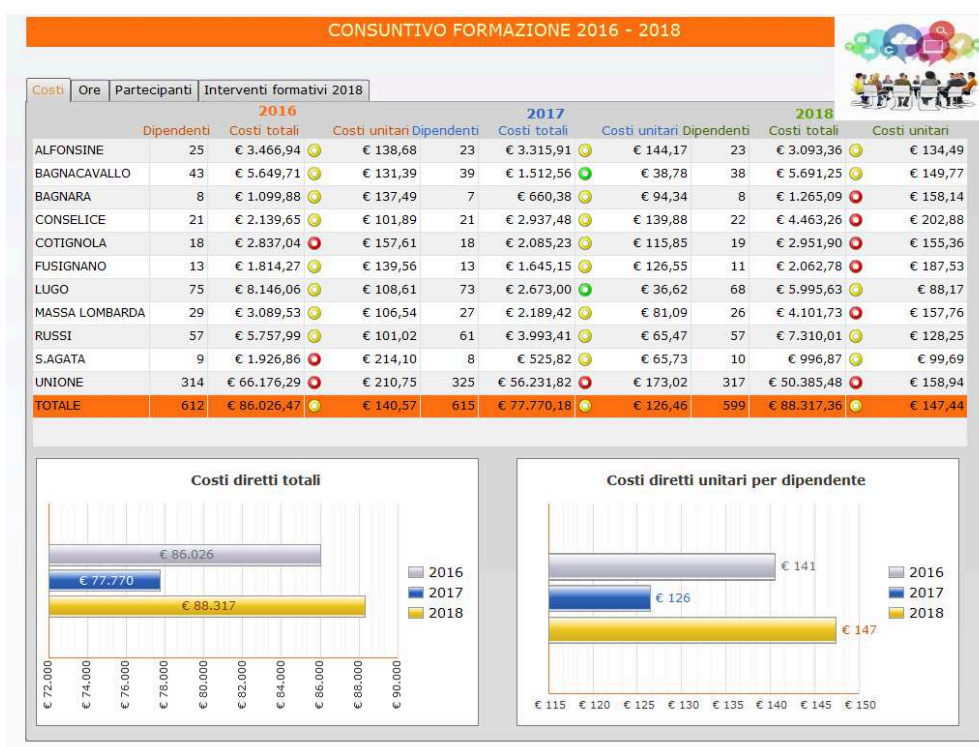 CONSUNTIVO FORMAZIONE 2016 - 2018
Costi Ore Partecipanti Interventi formativi 2018
2016 2017 2018
Dipendenti Costi totali Costi unitari Dipendenti Costi totali Costi unitari Dipendenti Costi totali Costi unitari
ALFONSINE 25 € 3.466,94 € 138,68 23 € 3.315,91 € 144,17 23 € 3.093,36 € 134,49
BAGNACAVALLO 43 € 5.649,71 € 131,39 39 € 1.512,56 € 38,78 38 € 5.691,25 € 149,77
BAGNARA 8 € 1.099,88 € 137,49 7 € 660,38 € 94,34 8 € 1.265,09 € 158,14
CONSELICE 21 € 2.139,65 € 101,89 21 € 2.937,48 € 139,88 22 € 4.463,26 € 202,88
COTIGNOLA 18 € 2.837,04 € 157,61 18 € 2.085,23 € 115,85 19 € 2.951,90 € 155,36
FUSIGNANO 13 € 1.814,27 € 139,56 13 € 1.645,15 € 126,55 11 € 2.062,78 € 187,53
LUGO 75 € 8.146,06 € 108,61 73 € 2.673,00 € 36,62 68 € 5.995,63 € 88,17
MASSA LOMBARDA 29 € 3.089,53 € 106,54 27 € 2.189,42 € 81,09 26 € 4.101,73 € 157,76
RUSSI 57 € 5.757,99 € 101,02 61 € 3.993,41 € 65,47 57 € 7.310,01 € 128,25
S.AGATA 9 € 1.926,86 € 214,10 8 € 525,82 € 65,73 10 € 996,87 € 99,69
UNIONE 314 € 66.176,29 € 210,75 325 € 56.231,82 € 173,02 317 € 50.385,48 € 158,94
TOTALE 612 € 86.026,47 € 140,57 615 € 77.770,18 € 126,46 599 € 88.317,36 € 147,44
Costi diretti totali
€ 86.026
€ 77.770
€ 88.317
2016
2017
2018
€ 72.000 € 74.000 € 76.000 € 78.000 € 80.000 € 82.000 € 84.000 € 86.000 € 88.000 € 90.000
Costi diretti unitari per dipendente
€ 141
€ 126
€ 147
2016
2017
2018
€ 115 € 120 € 125 € 130 € 135 € 140 € 145 € 150